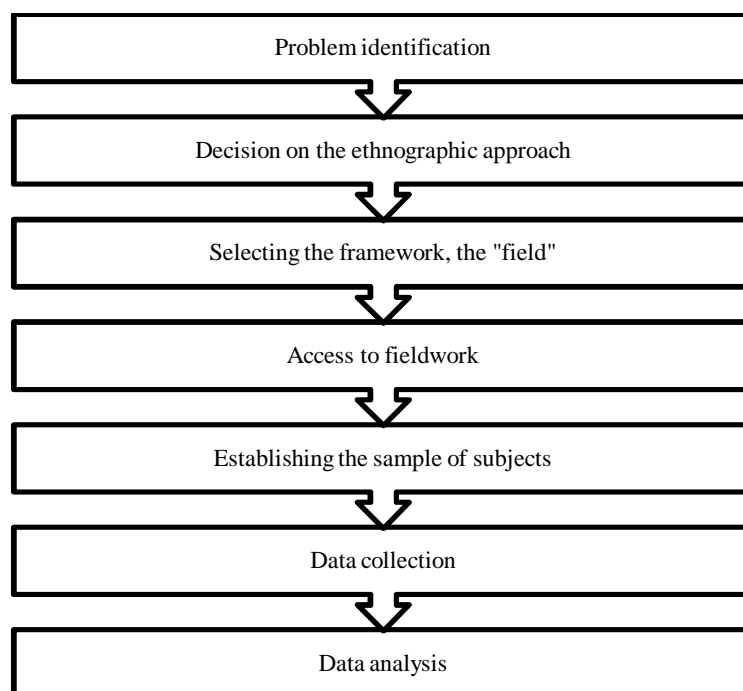 Problem identification
Decision on the ethnographic approach
Selecting the framework, the "field"
Access to fieldwork
Establishing the sample of subjects
Data collection
Data analysis